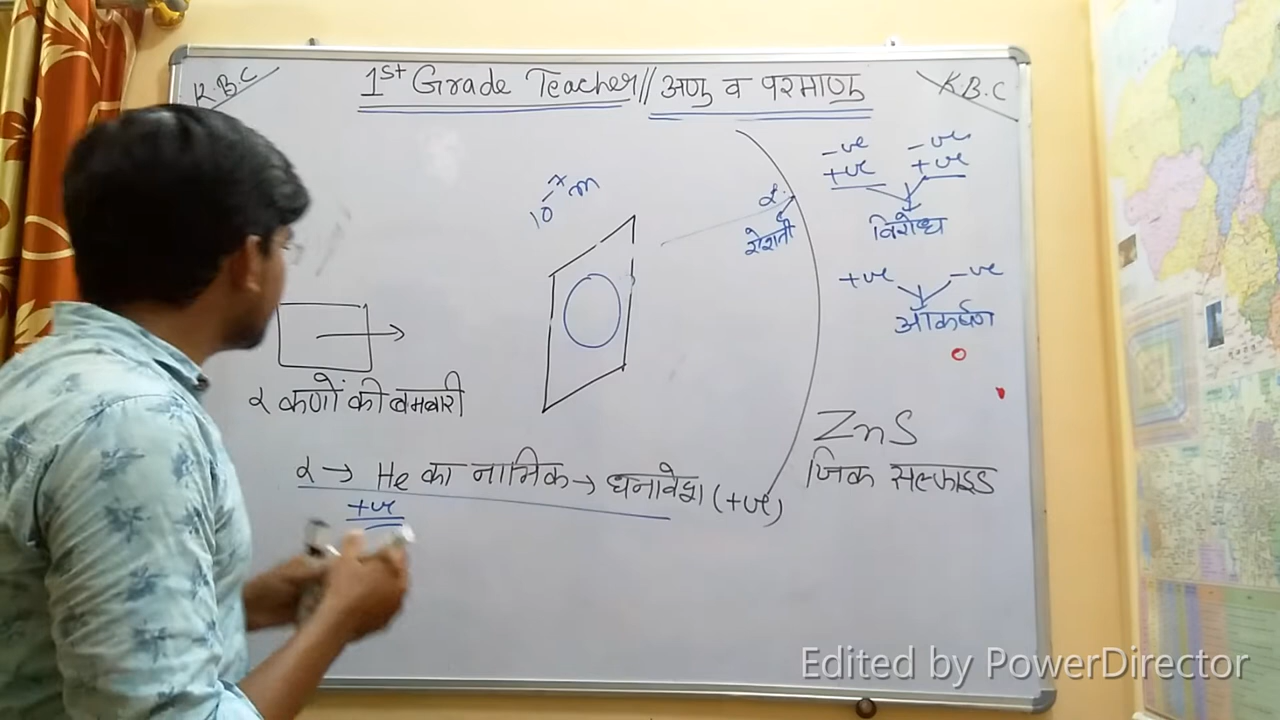 K.B.C
1st Grade Teacher // अणु व परमाणु
K.B.C
-ve -ve
+ve +ve
विरोध
10-7 m
α
रोशनी
+ve -ve
आकर्षण
α कणों की बमबारी
ZnS
जिंक सल्फाइड
α → He का नाभिक → धनावेश (+ve)
+ve
Edited by PowerDirector